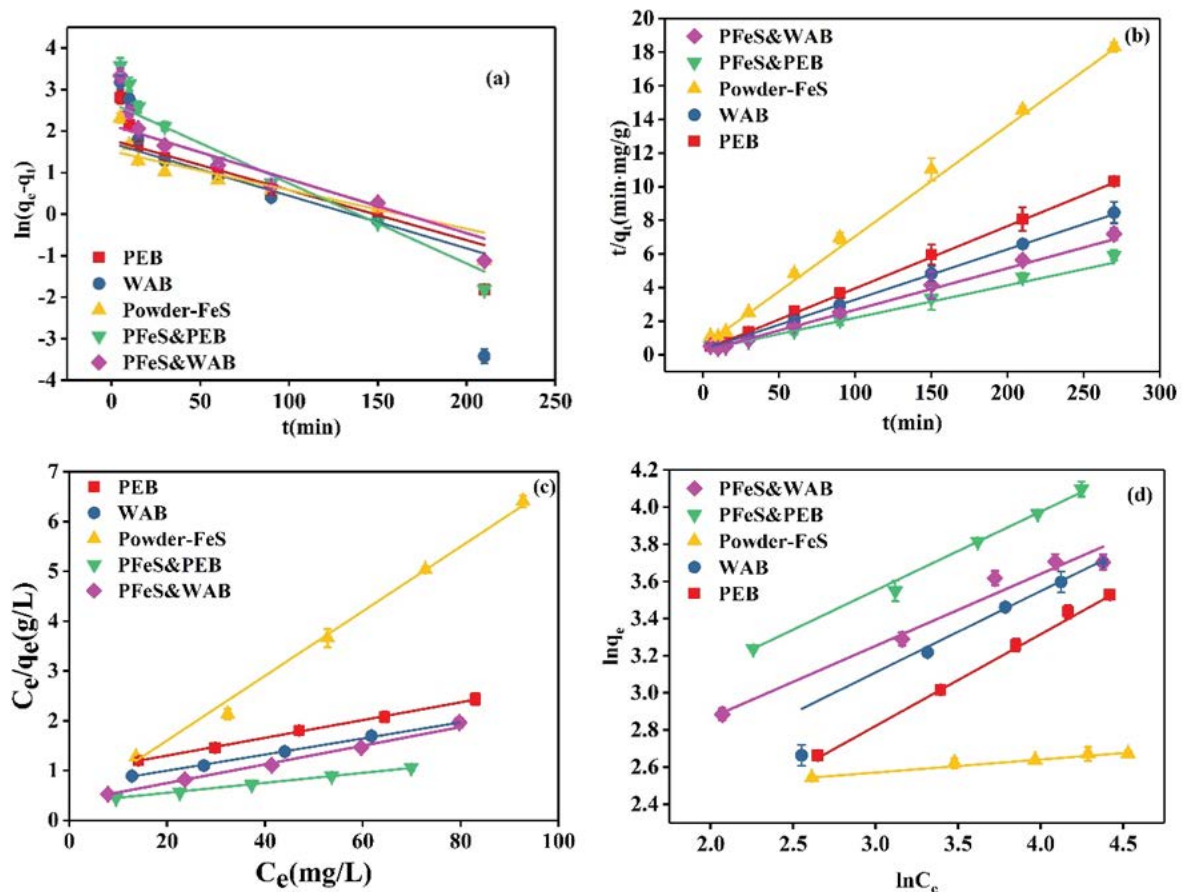 (a)
ln(qe-qt)
4
3
2
1
0
-1
-2
-3
-4
PEB
WAB
Powder-FeS
PFeS&PEB
PFeS&WAB
0 50 100 150 200 250
t(min)
(b)
t/qt(min·mg/g)
20
18
16
14
12
10
8
6
4
2
0
PFeS&WAB
PFeS&PEB
Powder-FeS
WAB
PEB
0 50 100 150 200 250 300
t(min)
(c)
Ce/qe(g/L)
7
6
5
4
3
2
1
0
PEB
WAB
Powder-FeS
PFeS&PEB
PFeS&WAB
0 20 40 60 80 100
Ce(mg/L)
(d)
lnqe
4.2
4.0
3.8
3.6
3.4
3.2
3.0
2.8
2.6
2.4
PFeS&WAB
PFeS&PEB
Powder-FeS
WAB
PEB
2.0 2.5 3.0 3.5 4.0 4.5
lnCe